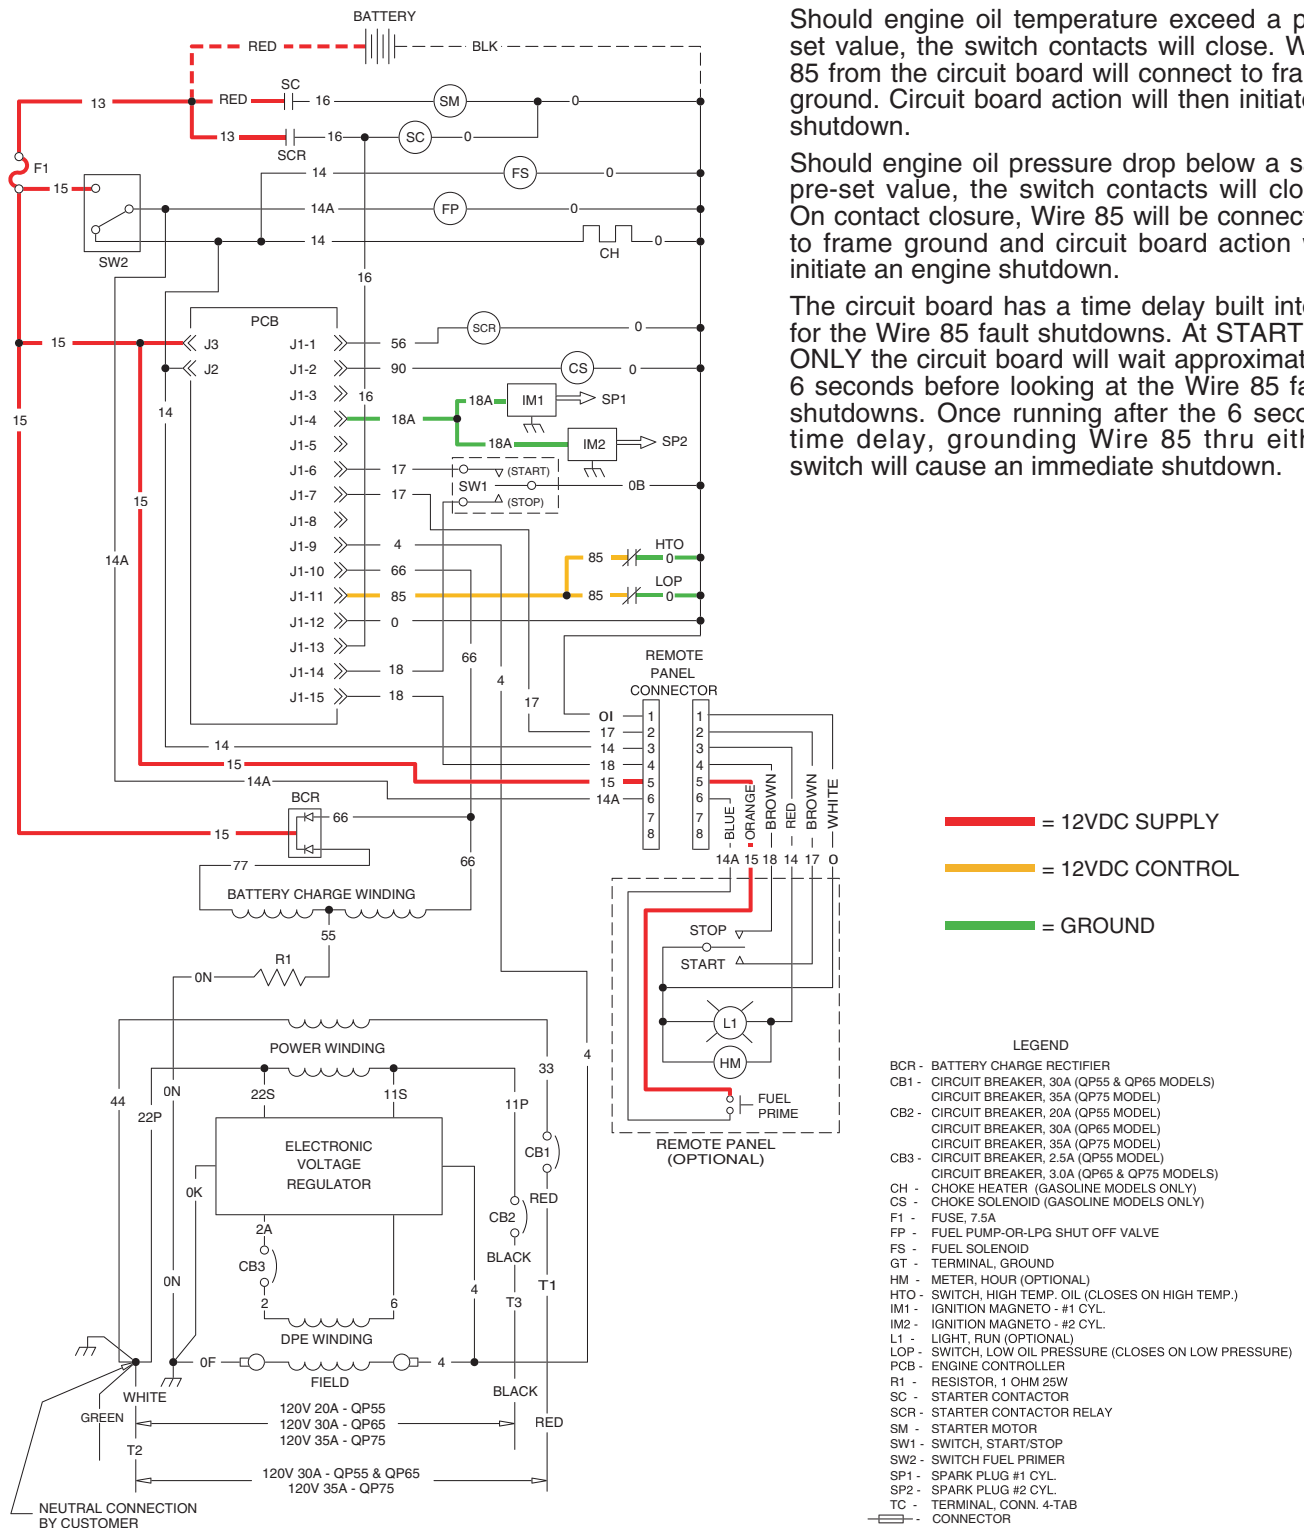 Should engine oil temperature exceed a p
set value, the switch contacts will close. W
85 from the circuit board will connect to fra
ground. Circuit board action will then initiat
shutdown.
Should engine oil pressure drop below a s
pre-set value, the switch contacts will clo
On contact closure, Wire 85 will be connect
to frame ground and circuit board action w
initiate an engine shutdown.
The circuit board has a time delay built int
for the Wire 85 fault shutdowns. At START
ONLY the circuit board will wait approximat
6 seconds before looking at the Wire 85 fa
shutdowns. Once running after the 6 seco
time delay, grounding Wire 85 thru eith
switch will cause an immediate shutdown.
BATTERY
RED
BLK
SC
13
RED
16
SM
0
13
16
SC
0
SCR
F1
14
FS
0
15
14A
FP
0
14
CH
0
SW2
16
PCB
15
J3
J2
J1-1
56
SCR
0
J1-2
90
CS
0
J1-3
16
18A
IM1
SP1
J1-4
18A
14
15
J1-5
18A
IM2
SP2
J1-6
17
(START)
SW1
0B
J1-7
17
(STOP)
15
J1-8
J1-9
4
HTO
85
0
14A
J1-10
66
LOP
J1-11
85
85
0
J1-12
0
J1-13
66
4
J1-14
18
J1-15
18
17
REMOTE
PANEL
CONNECTOR
OI
1
1
17
2
2
14
14
3
3
15
18
4
4
14A
15
5
5
14A
6
6
7
7
8
8
BLUE
ORANGE
BROWN
RED
BROWN
WHITE
14A
15
18
14
17
O
BCR
66
15
77
66
BATTERY CHARGE WINDING
55
R1
0N
STOP
START
L1
HM
FUEL
PRIME
REMOTE PANEL
(OPTIONAL)
= 12VDC SUPPLY
= 12VDC CONTROL
= GROUND
POWER WINDING
44
0N
22P
22S
11S
11P
33
4
ELECTRONIC
VOLTAGE
REGULATOR
CB1
0K
RED
2A
CB2
CB3
BLACK
0N
4
T1
2
6
T3
DPE WINDING
0F
4
FIELD
WHITE
BLACK
GREEN
RED
T2
120V 20A - QP55
120V 30A - QP65
120V 35A - QP75
120V 30A - QP55 & QP65
120V 35A - QP75
NEUTRAL CONNECTION
BY CUSTOMER
LEGEND
BCR - BATTERY CHARGE RECTIFIER
CB1 - CIRCUIT BREAKER, 30A (QP55 & QP65 MODELS)
CIRCUIT BREAKER, 35A (QP75 MODEL)
CB2 - CIRCUIT BREAKER, 20A (QP55 MODEL)
CIRCUIT BREAKER, 30A (QP65 MODEL)
CIRCUIT BREAKER, 35A (QP75 MODEL)
CB3 - CIRCUIT BREAKER, 2.5A (QP55 MODEL)
CIRCUIT BREAKER, 3.0A (QP65 & QP75 MODELS)
CH - CHOKE HEATER (GASOLINE MODELS ONLY)
CS - CHOKE SOLENOID (GASOLINE MODELS ONLY)
F1 - FUSE, 7.5A
FP - FUEL PUMP-OR-LPG SHUT OFF VALVE
FS - FUEL SOLENOID
GT - TERMINAL, GROUND
HM - METER, HOUR (OPTIONAL)
HTO - SWITCH, HIGH TEMP. OIL (CLOSES ON HIGH TEMP.)
IM1 - IGNITION MAGNETO - #1 CYL.
IM2 - IGNITION MAGNETO - #2 CYL.
L1 - LIGHT, RUN (OPTIONAL)
LOP - SWITCH, LOW OIL PRESSURE (CLOSES ON LOW PRESSURE)
PCB - ENGINE CONTROLLER
R1 - RESISTOR, 1 OHM 25W
SC - STARTER CONTACTOR
SCR - STARTER CONTACTOR RELAY
SM - STARTER MOTOR
SW1 - SWITCH, START/STOP
SW2 - SWITCH FUEL PRIMER
SP1 - SPARK PLUG #1 CYL.
SP2 - SPARK PLUG #2 CYL.
TC - TERMINAL, CONN. 4-TAB
- CONNECTOR